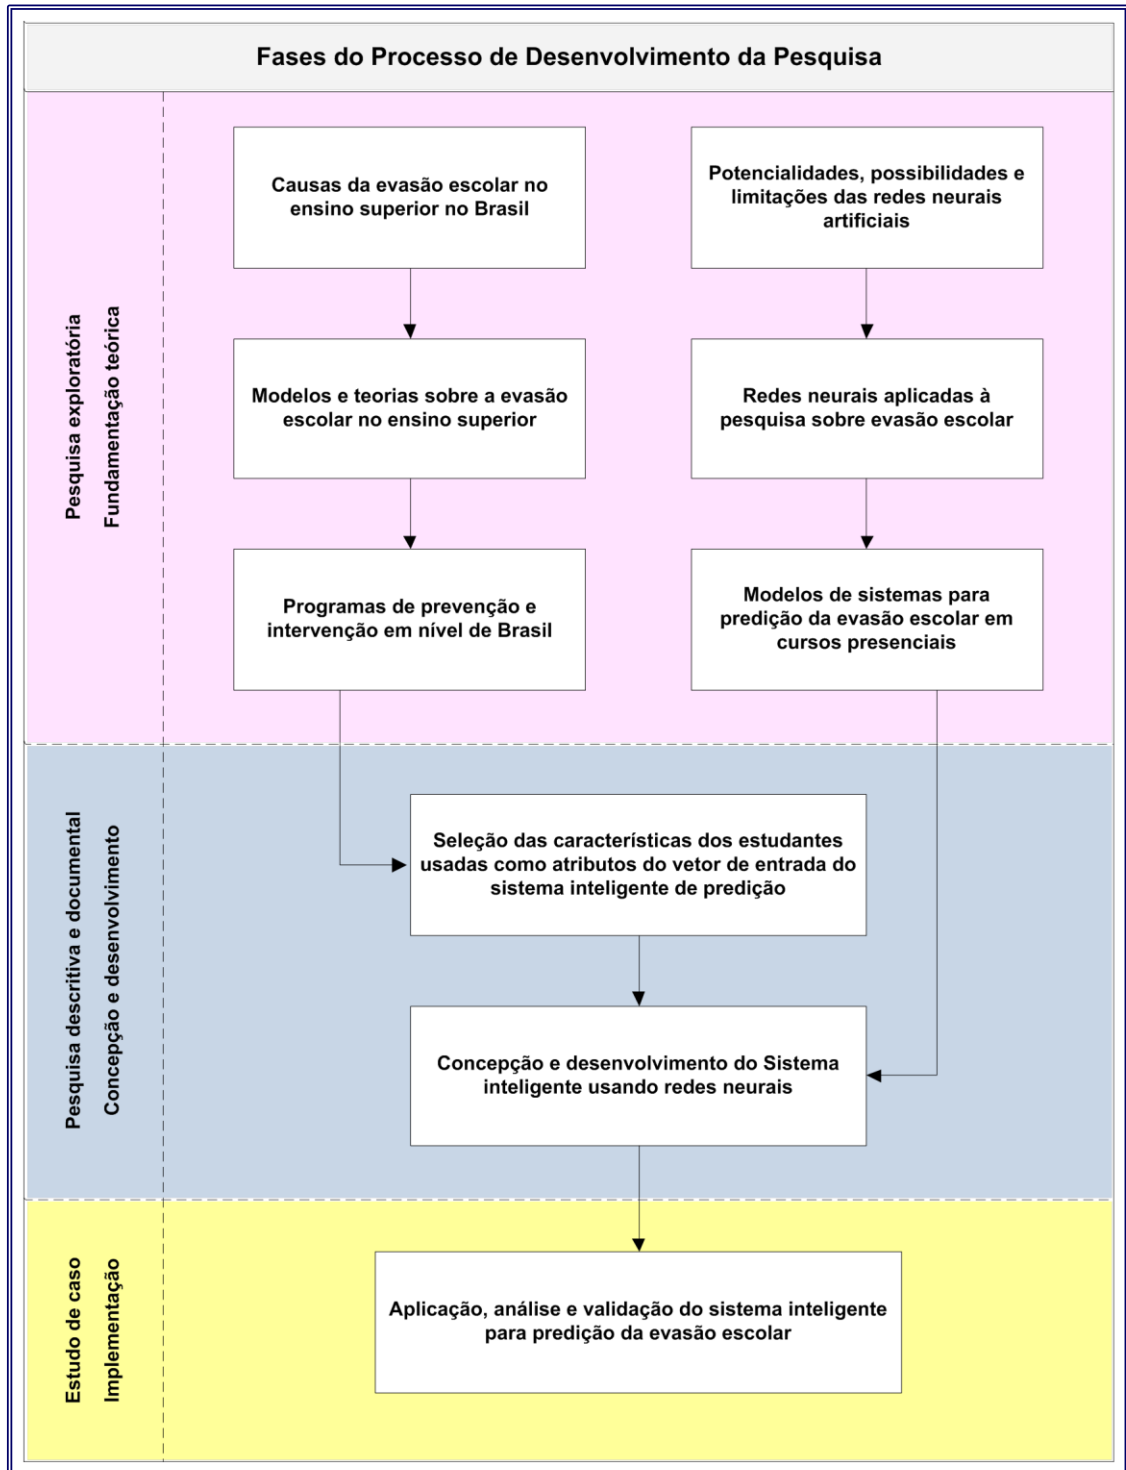 Fases do Processo de Desenvolvimento da Pesquisa
Pesquisa exploratória
Fundamentação teórica
Causas da evasão escolar no
ensino superior no Brasil
Potencialidades, possibilidades e
limitações das redes neurais
artificiais
Modelos e teorias sobre a evasão
escolar no ensino superior
Redes neurais aplicadas à
pesquisa sobre evasão escolar
Programas de prevenção e
intervenção em nível de Brasil
Modelos de sistemas para
predição da evasão escolar em
cursos presenciais
Pesquisa descritiva e documental
Concepção e desenvolvimento
Seleção das características dos estudantes
usadas como atributos do vetor de entrada do
sistema inteligente de predição
Concepção e desenvolvimento do Sistema
inteligente usando redes neurais
Estudo de caso
Implementação
Aplicação, análise e validação do sistema inteligente
para predição da evasão escolar